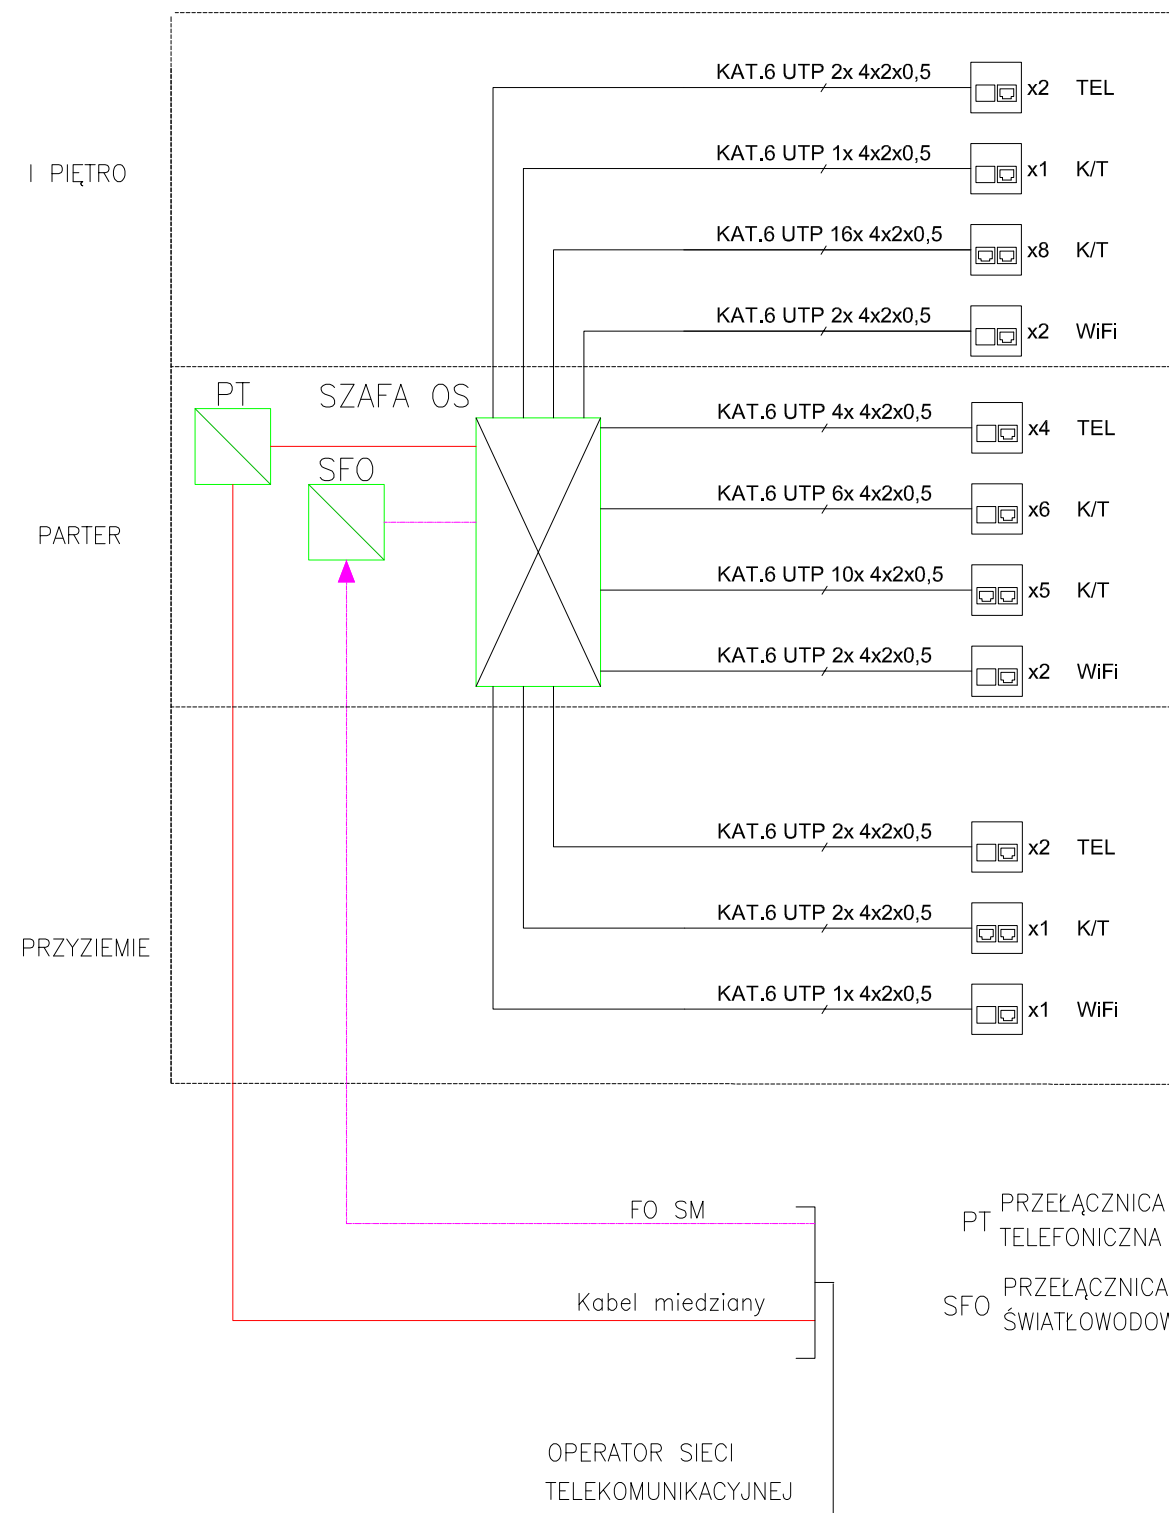 KAT.6 UTP 2x 4x2x0,5 x2 TEL
KAT.6 UTP 1x 4x2x0,5 x1 K/T
I PIĘTRO
KAT.6 UTP 16x 4x2x0,5 x8 K/T
KAT.6 UTP 2x 4x2x0,5 x2 WiFi
PT SZAFA OS
KAT.6 UTP 4x 4x2x0,5 x4 TEL
SFO
KAT.6 UTP 6x 4x2x0,5 x6 K/T
PARTER
KAT.6 UTP 10x 4x2x0,5 x5 K/T
KAT.6 UTP 2x 4x2x0,5 x2 WiFi
KAT.6 UTP 2x 4x2x0,5 x2 TEL
KAT.6 UTP 2x 4x2x0,5 x1 K/T
PRZYZIEMIE
KAT.6 UTP 1x 4x2x0,5 x1 WiFi
FO SM
Kabel miedziany
PT PRZEŁĄCZNICA
TELEFONICZNA
SFO PRZEŁĄCZNICA
ŚWIATŁOWODOW
OPERATOR SIECI
TELEKOMUNIKACYJNEJ